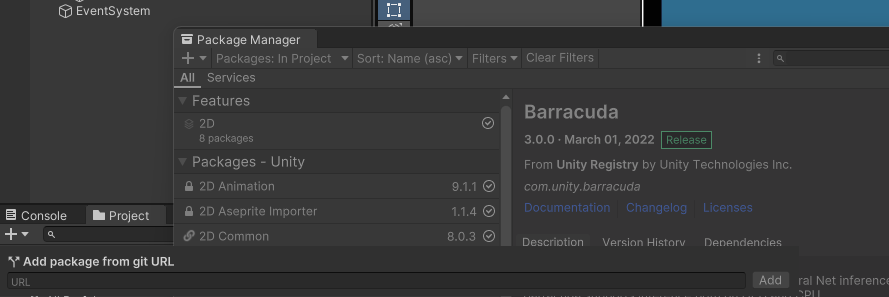 EventSystem
Package Manager
Packages: In Project Sort: Name (asc) Filters Clear Filters
All Services
Features
2D
8 packages
Packages - Unity
2D Animation 9.1.1
2D Aseprite Importer 1.1.4
2D Common 8.0.3
Barracuda
3.0.0 · March 01, 2022 Release
From Unity Registry by Unity Technologies Inc.
com.unity.barracuda
Documentation Changelog Licenses
Description Version History Dependencies
Console Project
Add package from git URL
URL Add
ral Net inference
CPU